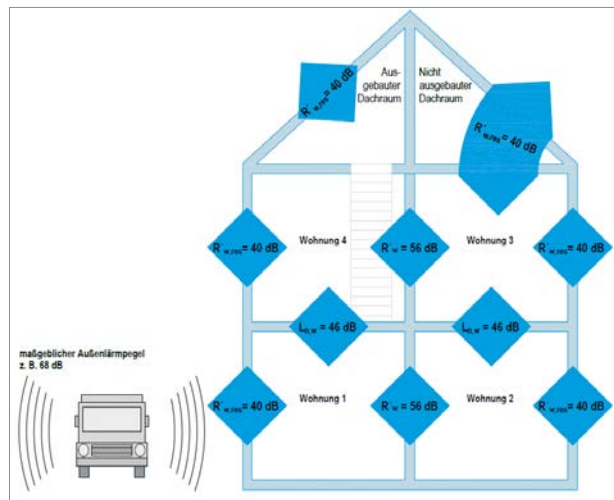 R´w,res= 40 dB
Aus-
gebauter
Dachraum
Nicht
ausgebauter
Dachraum
R´w,res= 40 dB
R´w,res= 40 dB
Wohnung 4
R´w = 56 dB
Wohnung 3
R´w,res= 40 dB
Ln,w = 46 dB
Ln,w = 46 dB
maßgeblicher Außenlärmpegel
z. B. 68 dB
R´w,res= 40 dB
Wohnung 1
R´w = 56 dB
Wohnung 2
R´w,res= 40 dB